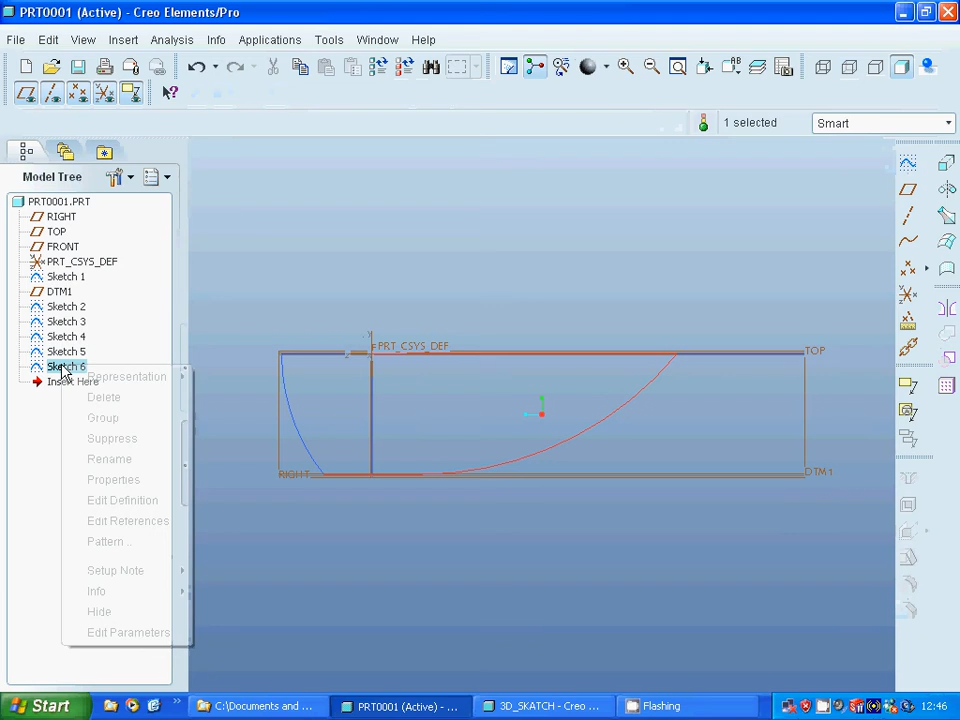 PRT0001 (Active) - Creo Elements/Pro
File Edit View Insert Analysis Info Applications Tools Window Help
1 selected
Smart
Model Tree
PRT0001.PRT
RIGHT
TOP
FRONT
PRT_CSYS_DEF
Sketch 1
DTM1
Sketch 2
Sketch 3
Sketch 4
Sketch 5
Sketch 6
Insert Here
Representation
Delete
Group
Suppress
Rename
Properties
Edit Definition
Edit References
Pattern ..
Setup Note
Info
Hide
Edit Parameters
Y
PRT_CSYS_DEF
TOP
RIGHT
DTM1
Start
C:\Documents and ...
PRT0001 (Active) - ...
3D_SKATCH - Creo ...
Flashing
12:46